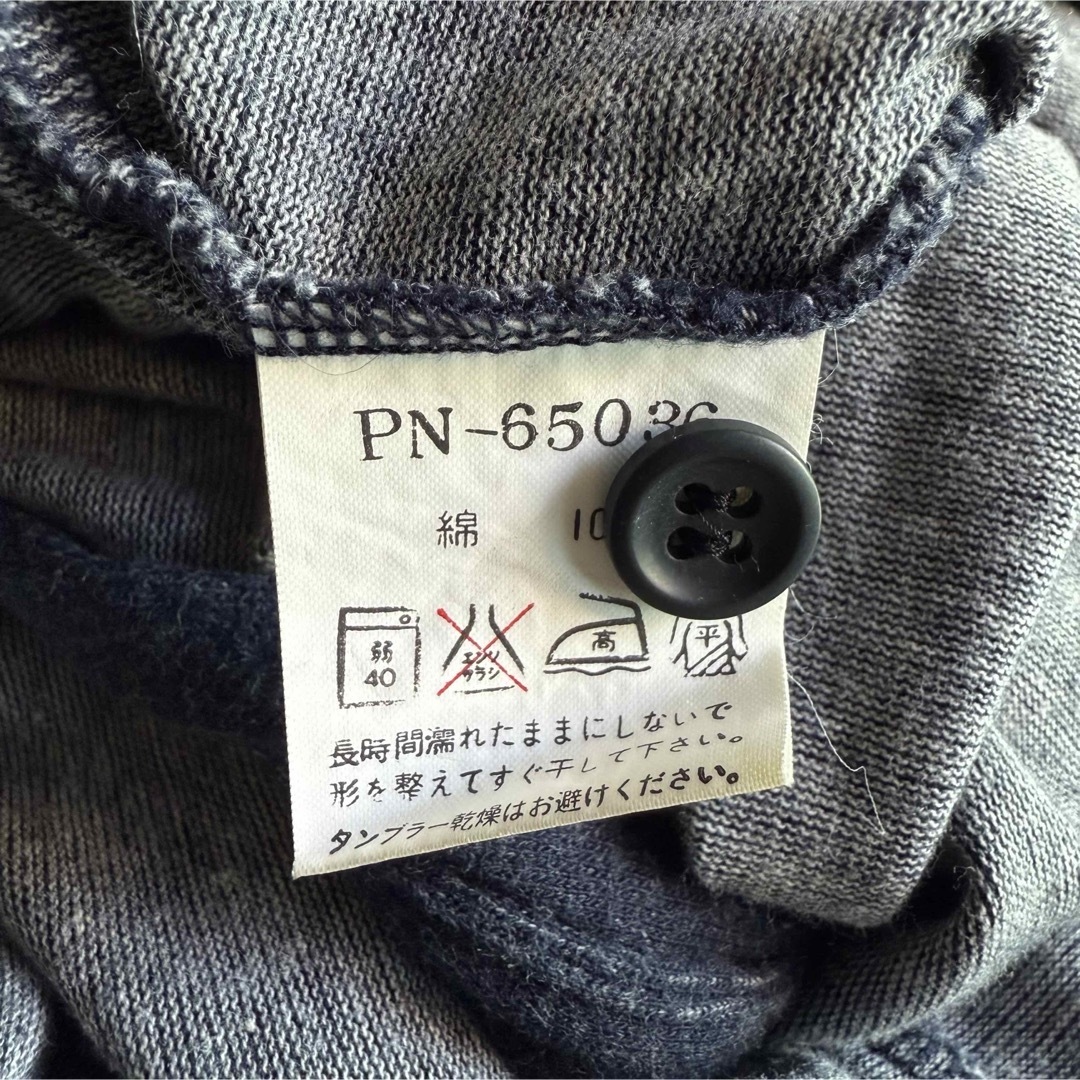 PN-65036
綿 10
弱
40
エンソ
サラシ
高
平
長時間濡れたままにしないで
形を整えてすぐ干して下さい。
タンブラー乾燥はお避けください。